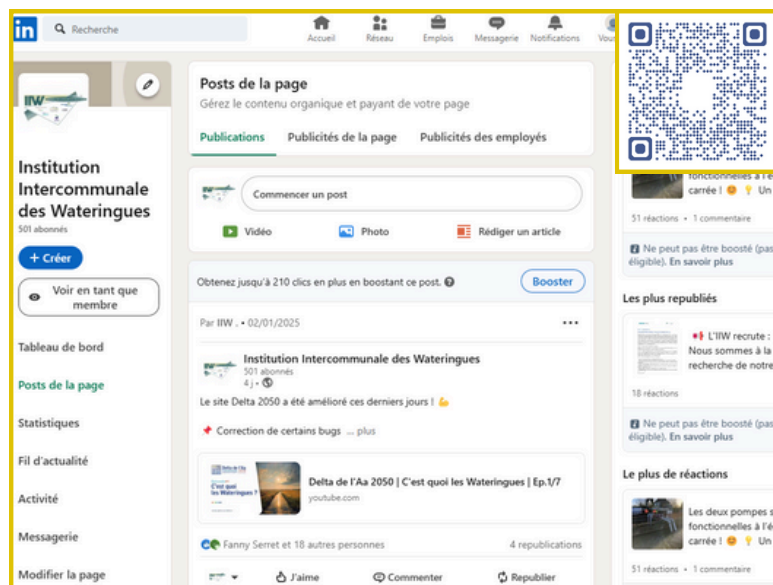 in
Recherche
Accueil
Réseau
Emplois
Messagerie
Notifications
Vous
IIW
Institution
Intercommunale
des Wateringues
501 abonnés
+ Créer
Voir en tant que
membre
Tableau de bord
Posts de la page
Statistiques
Fil d'actualité
Activité
Messagerie
Modifier la page
Posts de la page
Gérez le contenu organique et payant de votre page
Publications
Publicités de la page
Publicités des employés
Commencer un post
Vidéo
Photo
Rédiger un article
Obtenez jusqu'à 210 clics en plus en boostant ce post.
Booster
Par IIW . • 02/01/2025
Institution Intercommunale des Wateringues
501 abonnés
4 j •
Le site Delta 2050 a été amélioré ces derniers jours ! 💪
📌 Correction de certains bugs ... plus
C'est quoi
les Wateringues ?
Delta de l'Aa 2050 | C'est quoi les Wateringues | Ep.1/7
youtube.com
Fanny Serret et 18 autres personnes
4 republications
J'aime
Commenter
Republier
fonctionnelles à l'é
carrée ! 💡 Un
51 réactions • 1 commentaire
Ne peut pas être boosté (pas
éligible). En savoir plus
Les plus republiés
L'IIW recrute :
Nous sommes à la
recherche de notre
18 réactions
Ne peut pas être boosté (pas
éligible). En savoir plus
Le plus de réactions
Les deux pompes s
fonctionnelles à l'é
carrée ! 💡 Un
51 réactions • 1 commentaire